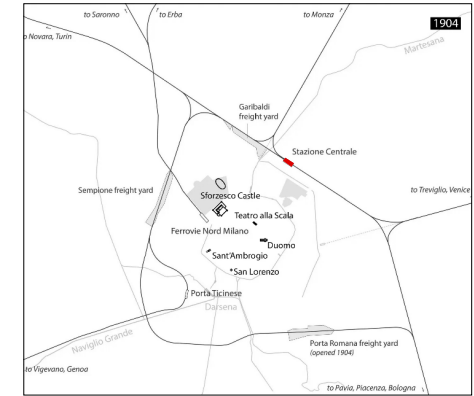 to Saronno
to Erba
to Monza
1904
to Novara, Turin
Martesana
Garibaldi
freight yard
Stazione Centrale
Sempione freight yard
Sforzesco Castle
to Treviglio, Venice
Teatro alla Scala
Ferrovie Nord Milano
Duomo
Sant'Ambrogio
San Lorenzo
Porta Ticinese
Darsena
Naviglio Grande
Porta Romana freight yard
(opened 1904)
to Vigevano, Genoa
to Pavia, Piacenza, Bologna